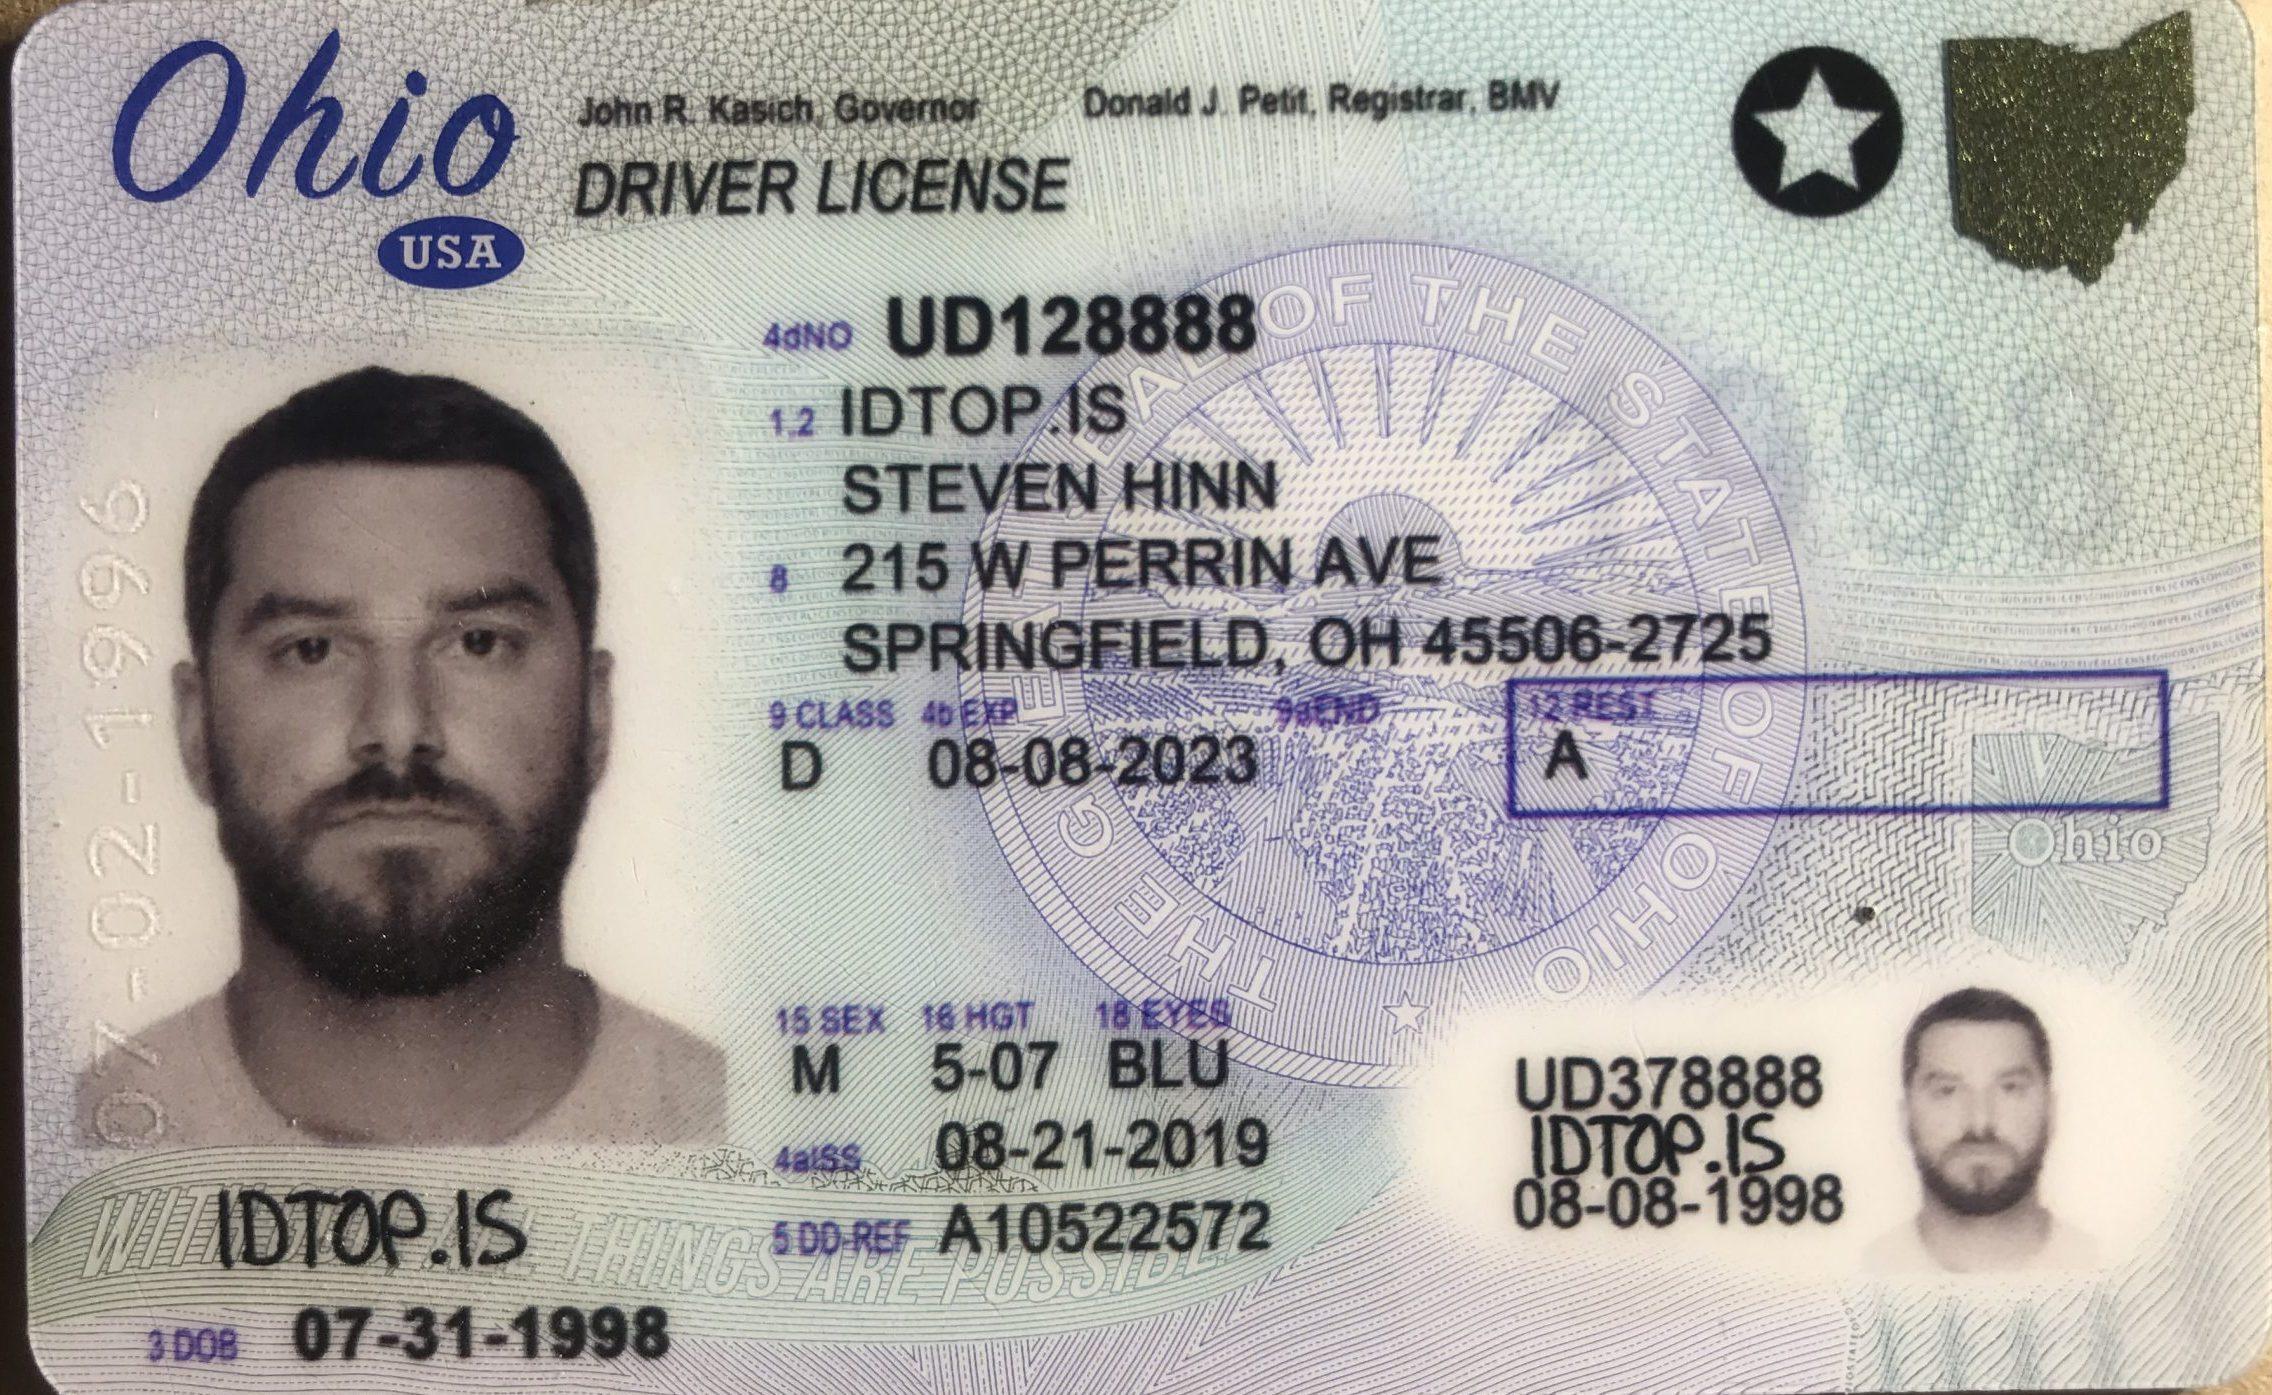 Ohio
USA
John R. Kasich, Governor
Donald J. Petit, Registrar, BMV
DRIVER LICENSE
4dNO UD128888
1,2 IDTOP.IS
STEVEN HINN
8 215 W PERRIN AVE
SPRINGFIELD, OH 45506-2725
9 CLASS 4b EXP 9aEND 12 REST
D 08-08-2023 A
THE GREAT SEAL OF THE STATE OF OHIO
Ohio
07-02-1996
15 SEX 16 HGT 18 EYES
M 5-07 BLU
4aISS 08-21-2019
5 DD-REF A10522572
UD378888
IDTOP.IS
08-08-1998
IDTOP.IS
WITH GOD, ALL THINGS ARE POSSIBLE
3 DOB 07-31-1998